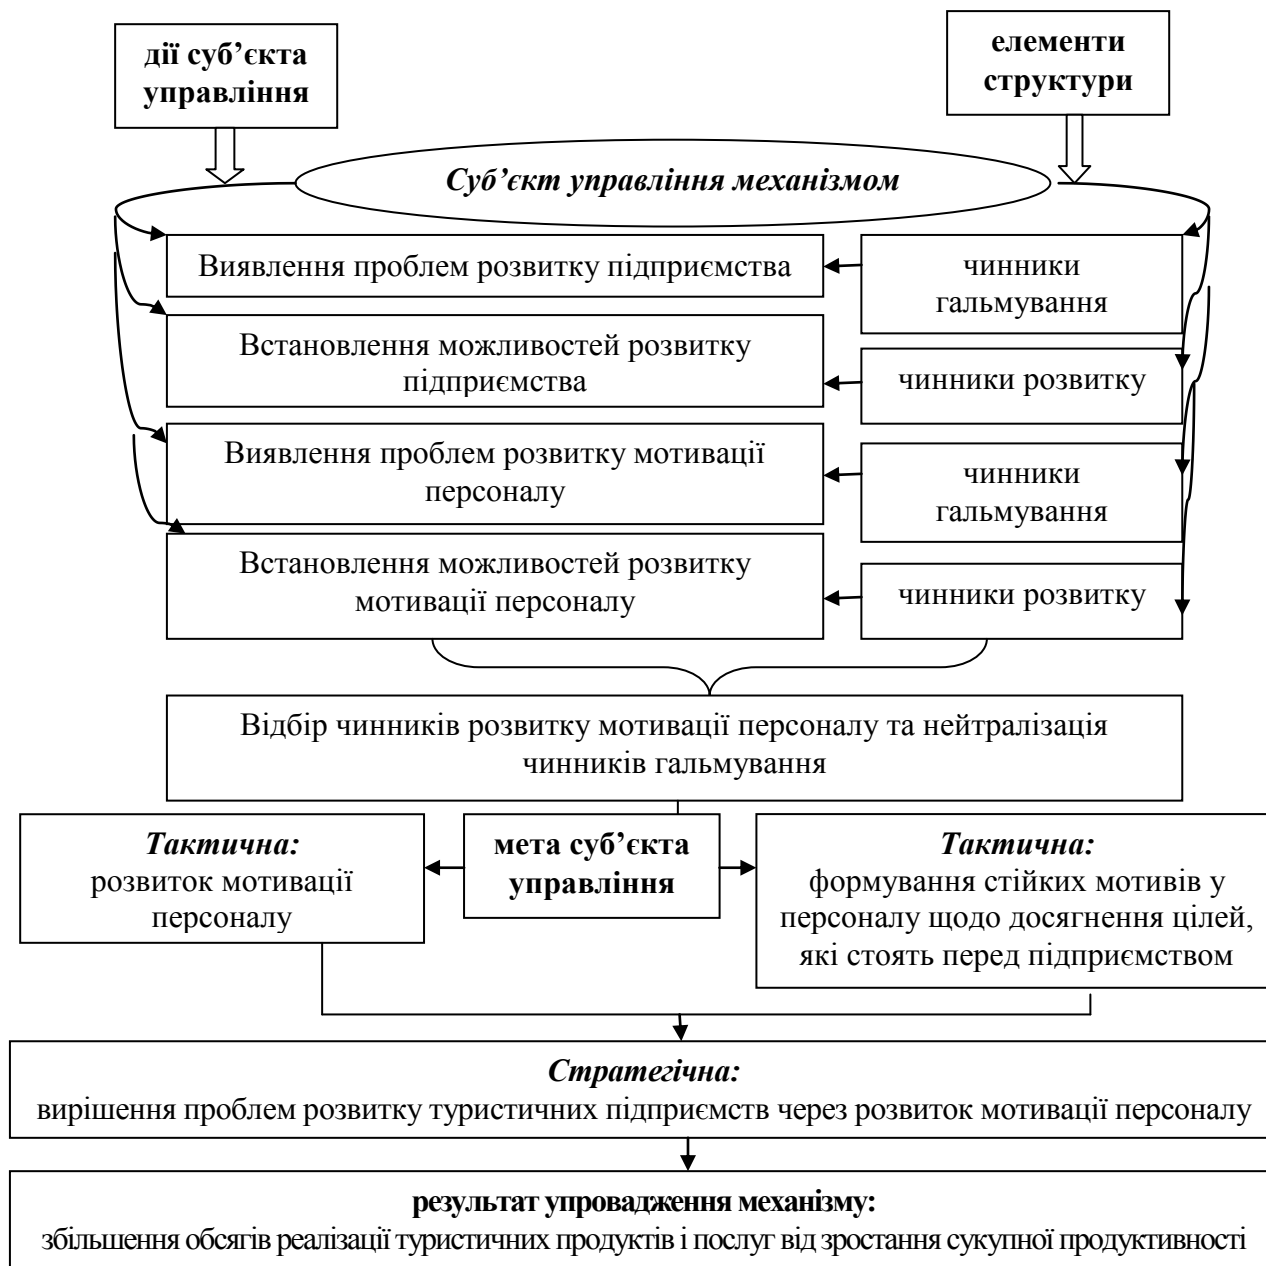 дії суб’єкта
управління
елементи
структури
Суб’єкт управління механізмом
Виявлення проблем розвитку підприємства
чинники
гальмування
Встановлення можливостей розвитку
підприємства
чинники розвитку
Виявлення проблем розвитку мотивації
персоналу
чинники
гальмування
Встановлення можливостей розвитку
мотивації персоналу
чинники розвитку
Відбір чинників розвитку мотивації персоналу та нейтралізація
чинників гальмування
Тактична:
розвиток мотивації
персоналу
мета суб’єкта
управління
Тактична:
формування стійких мотивів у
персоналу щодо досягнення цілей,
які стоять перед підприємством
Стратегічна:
вирішення проблем розвитку туристичних підприємств через розвиток мотивації персоналу
результат упровадження механізму:
збільшення обсягів реалізації туристичних продуктів і послуг від зростання сукупної продуктивності